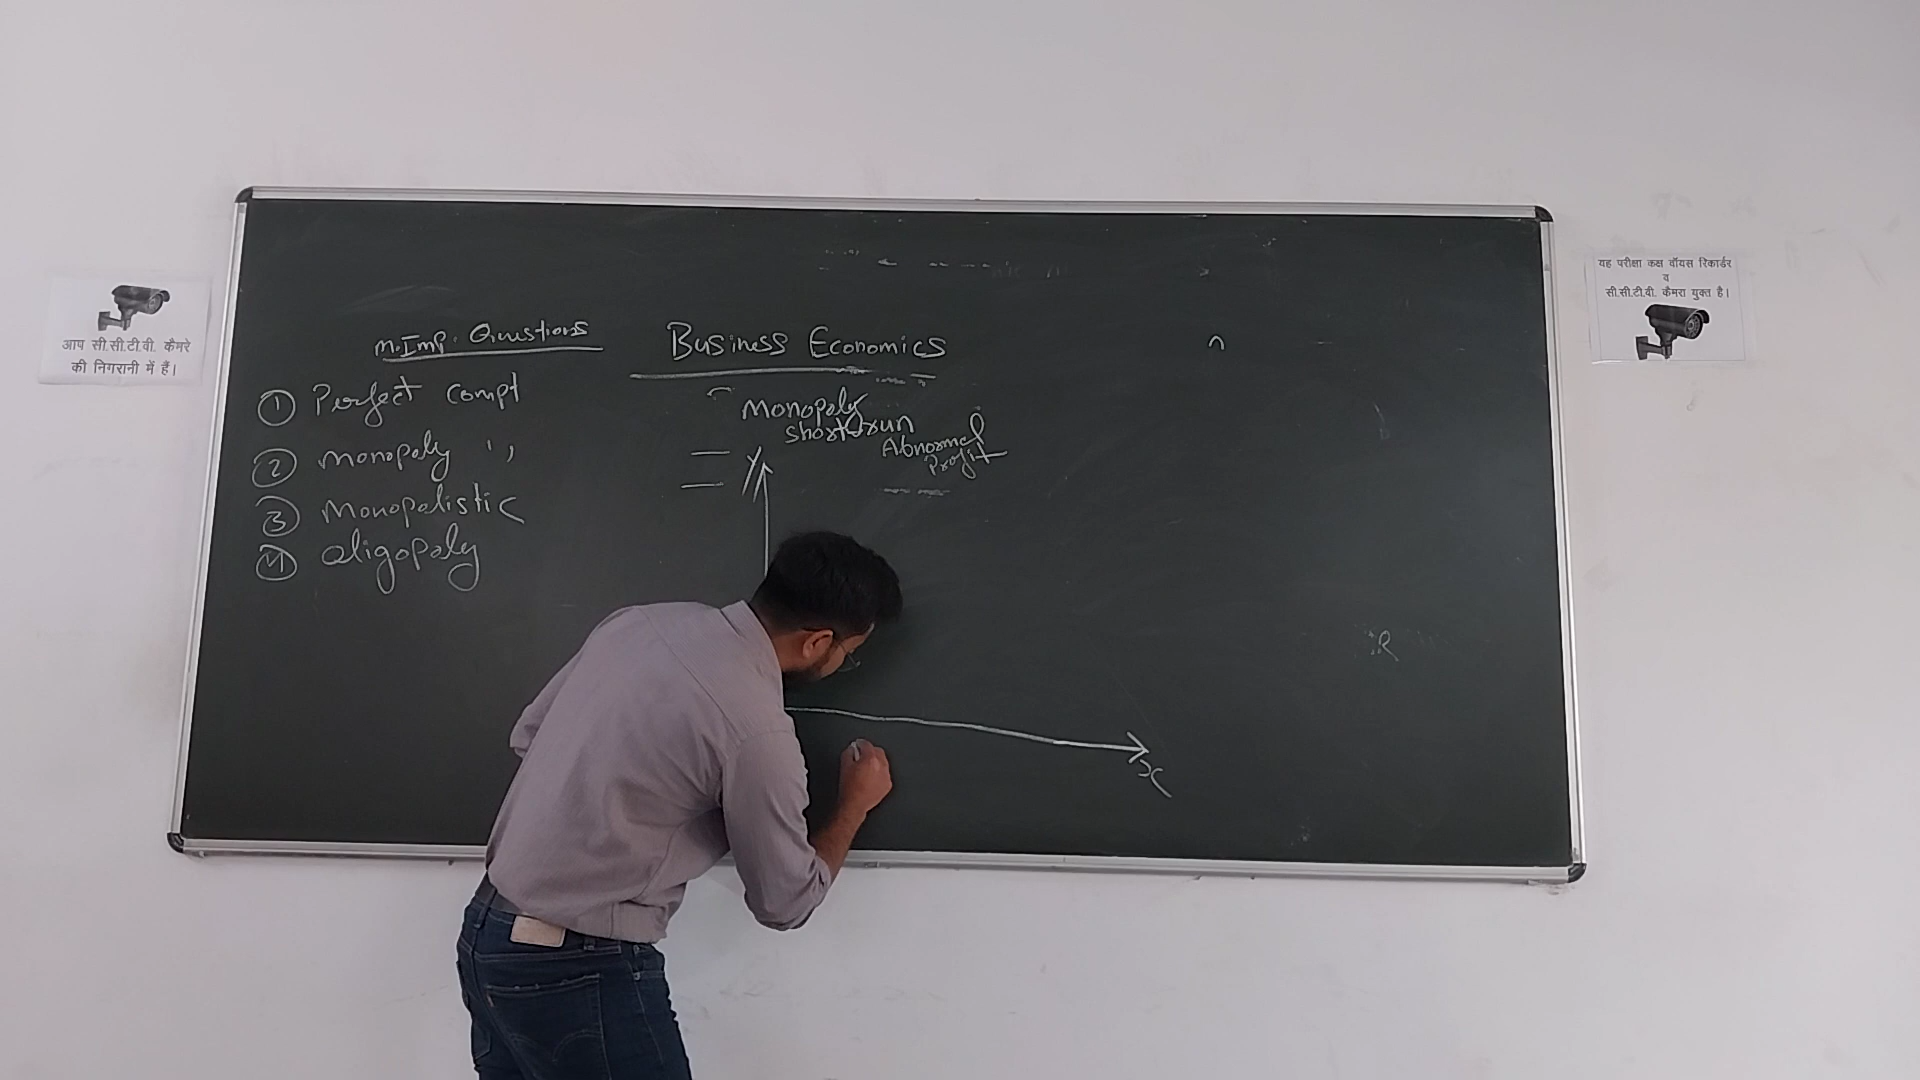 आप सी.सी.टी.वी. कैमरे
की निगरानी में हैं।
M.Imp. Questions
① Perfect Compt
② Monopoly ,,
③ Monopolistic
④ Oligopoly
Business Economics
Monopoly
Short run
Abnormal
Profit
Y
X
R
यह परीक्षा कक्ष वॉयस रिकार्डर
व
सी.सी.टी.वी. कैमरा युक्त है।